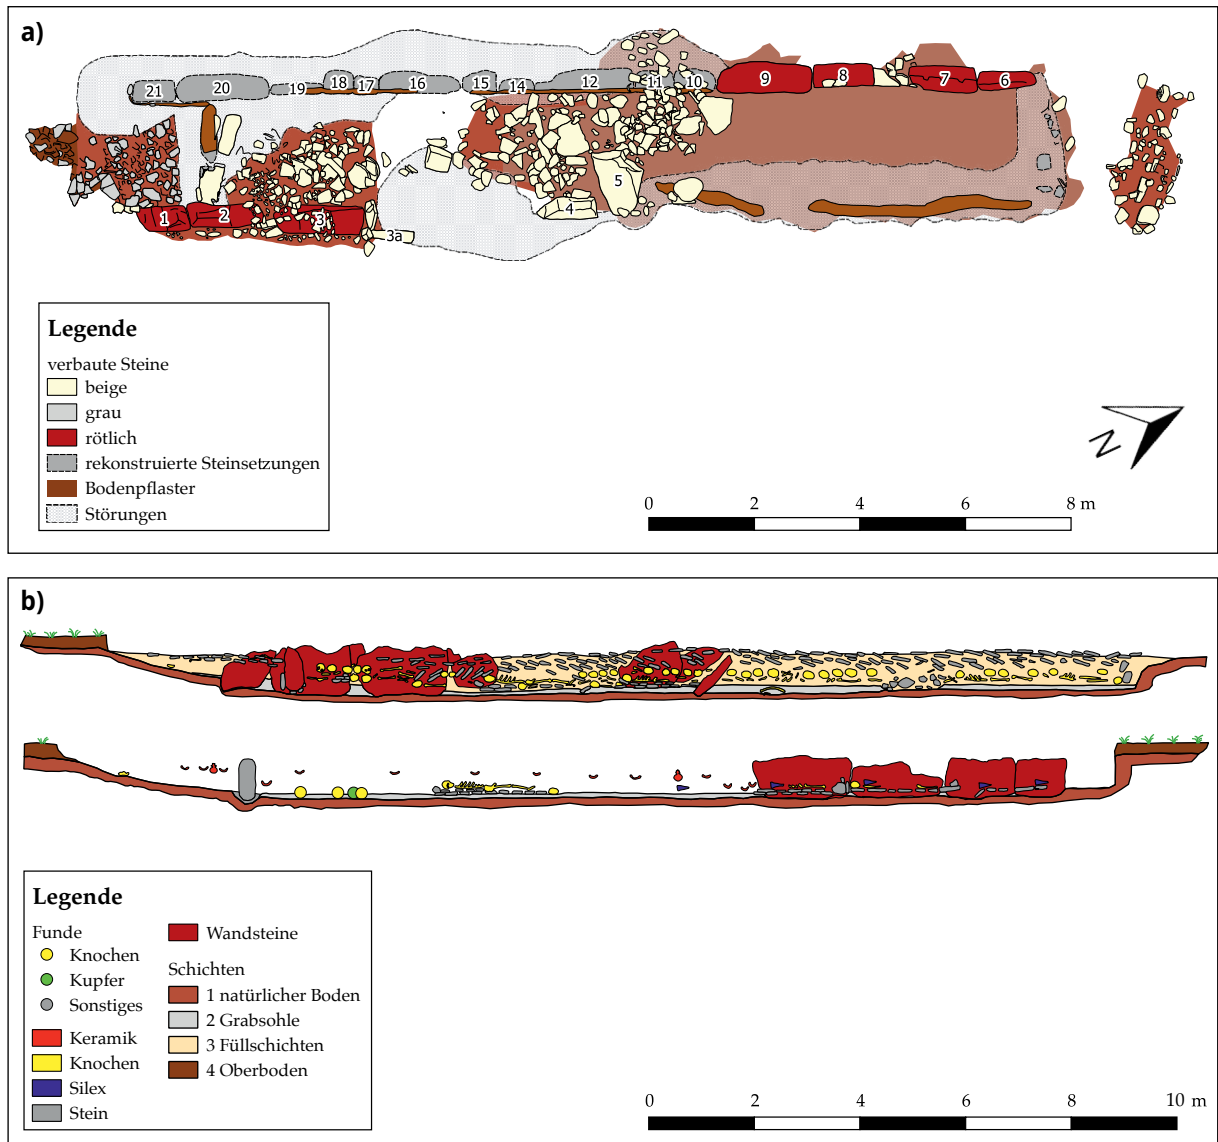 a)
21
20
19
18
17
16
15
14
12
11
10
9
8
7
6
5
4
1
2
3
3a
Legende
verbaute Steine
beige
grau
rötlich
rekonstruierte Steinsetzungen
Bodenpflaster
Störungen
N
0 2 4 6 8 m
b)
Legende
Funde
Knochen
Kupfer
Sonstiges
Keramik
Knochen
Silex
Stein
Wandsteine
Schichten
1 natürlicher Boden
2 Grabsohle
3 Füllschichten
4 Oberboden
0 2 4 6 8 10 m